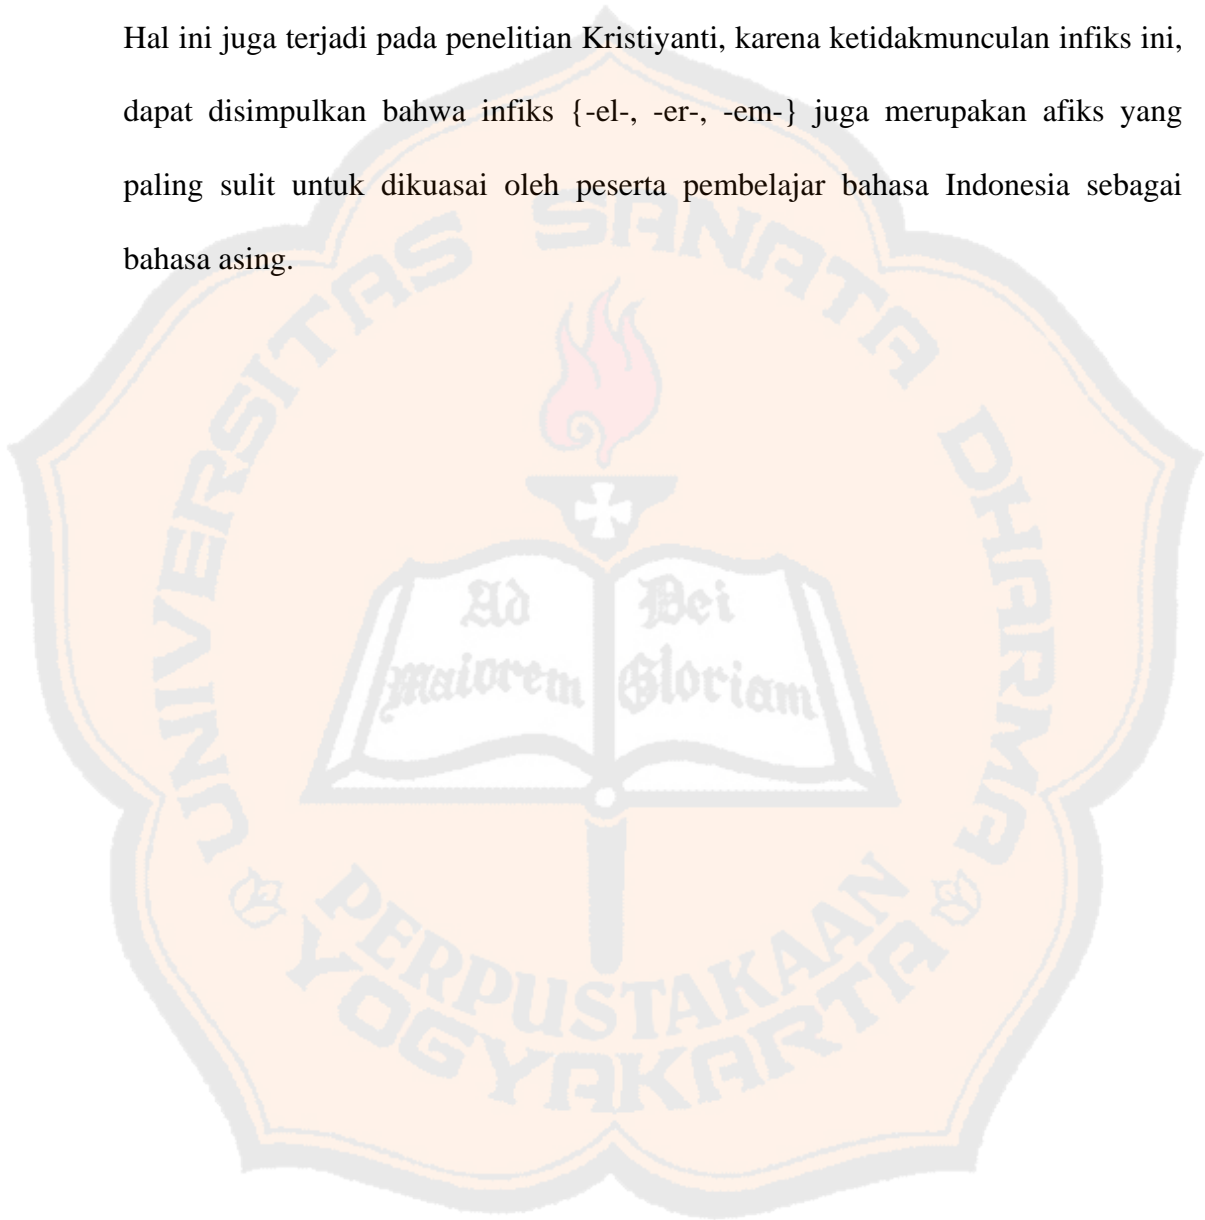 Hal ini juga terjadi pada penelitian Kristiyanti, karena ketidakmunculan infiks ini,
dapat disimpulkan bahwa infiks {-el-, -er-, -em-} juga merupakan afiks yang
paling sulit untuk dikuasai oleh peserta pembelajar bahasa Indonesia sebagai
bahasa asing.
UNIVERSITAS SANATA DHARMA
Ad Dei
Maiorem Gloriam
PERPUSTAKAAN
YOGYAKARTA